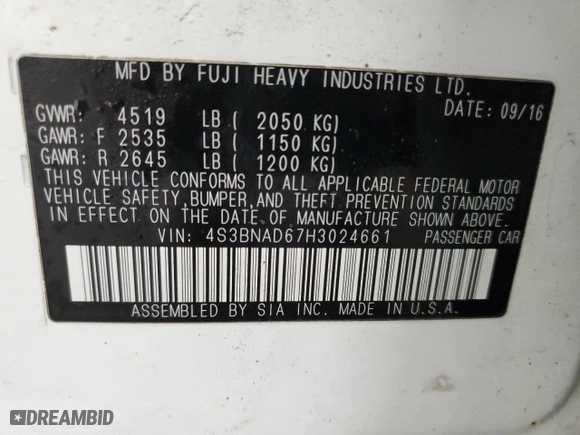 MFD BY FUJI HEAVY INDUSTRIES LTD.
DATE: 09/16
GVWR: 4519 LB ( 2050 KG)
GAWR: F 2535 LB ( 1150 KG)
GAWR: R 2645 LB ( 1200 KG)
THIS VEHICLE CONFORMS TO ALL APPLICABLE FEDERAL MOTOR
VEHICLE SAFETY, BUMPER, AND THEFT PREVENTION STANDARDS
IN EFFECT ON THE DATE OF MANUFACTURE SHOWN ABOVE.
VIN: 4S3BNAD67H3024661 PASSENGER CAR
ASSEMBLED BY SIA INC. MADE IN U.S.A.
DREAMBID